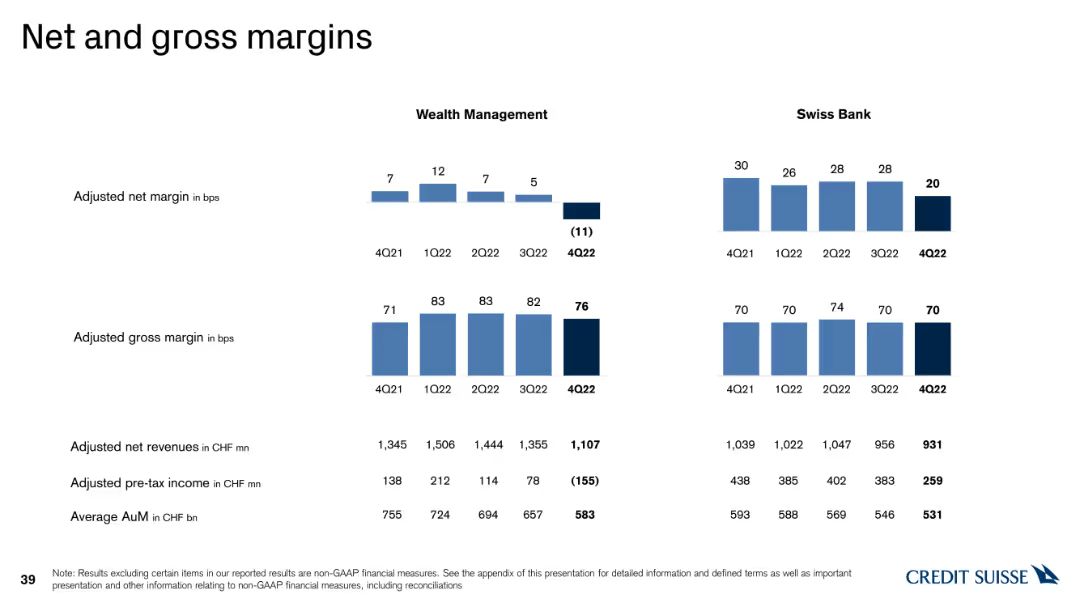 Net and gross margins
Wealth Management
Swiss Bank
Adjusted net margin in bps
7 12 7 5 (11)
4Q21 1Q22 2Q22 3Q22 4Q22
30 26 28 28 20
4Q21 1Q22 2Q22 3Q22 4Q22
Adjusted gross margin in bps
71 83 83 82 76
4Q21 1Q22 2Q22 3Q22 4Q22
70 70 74 70 70
4Q21 1Q22 2Q22 3Q22 4Q22
Adjusted net revenues in CHF mn 1,345 1,506 1,444 1,355 1,107 1,039 1,022 1,047 956 931
Adjusted pre-tax income in CHF mn 138 212 114 78 (155) 438 385 402 383 259
Average AuM in CHF bn 755 724 694 657 583 593 588 569 546 531
39
Note: Results excluding certain items in our reported results are non-GAAP financial measures. See the appendix of this presentation for detailed information and defined terms as well as important
presentation and other information relating to non-GAAP financial measures, including reconciliations
CREDIT SUISSE